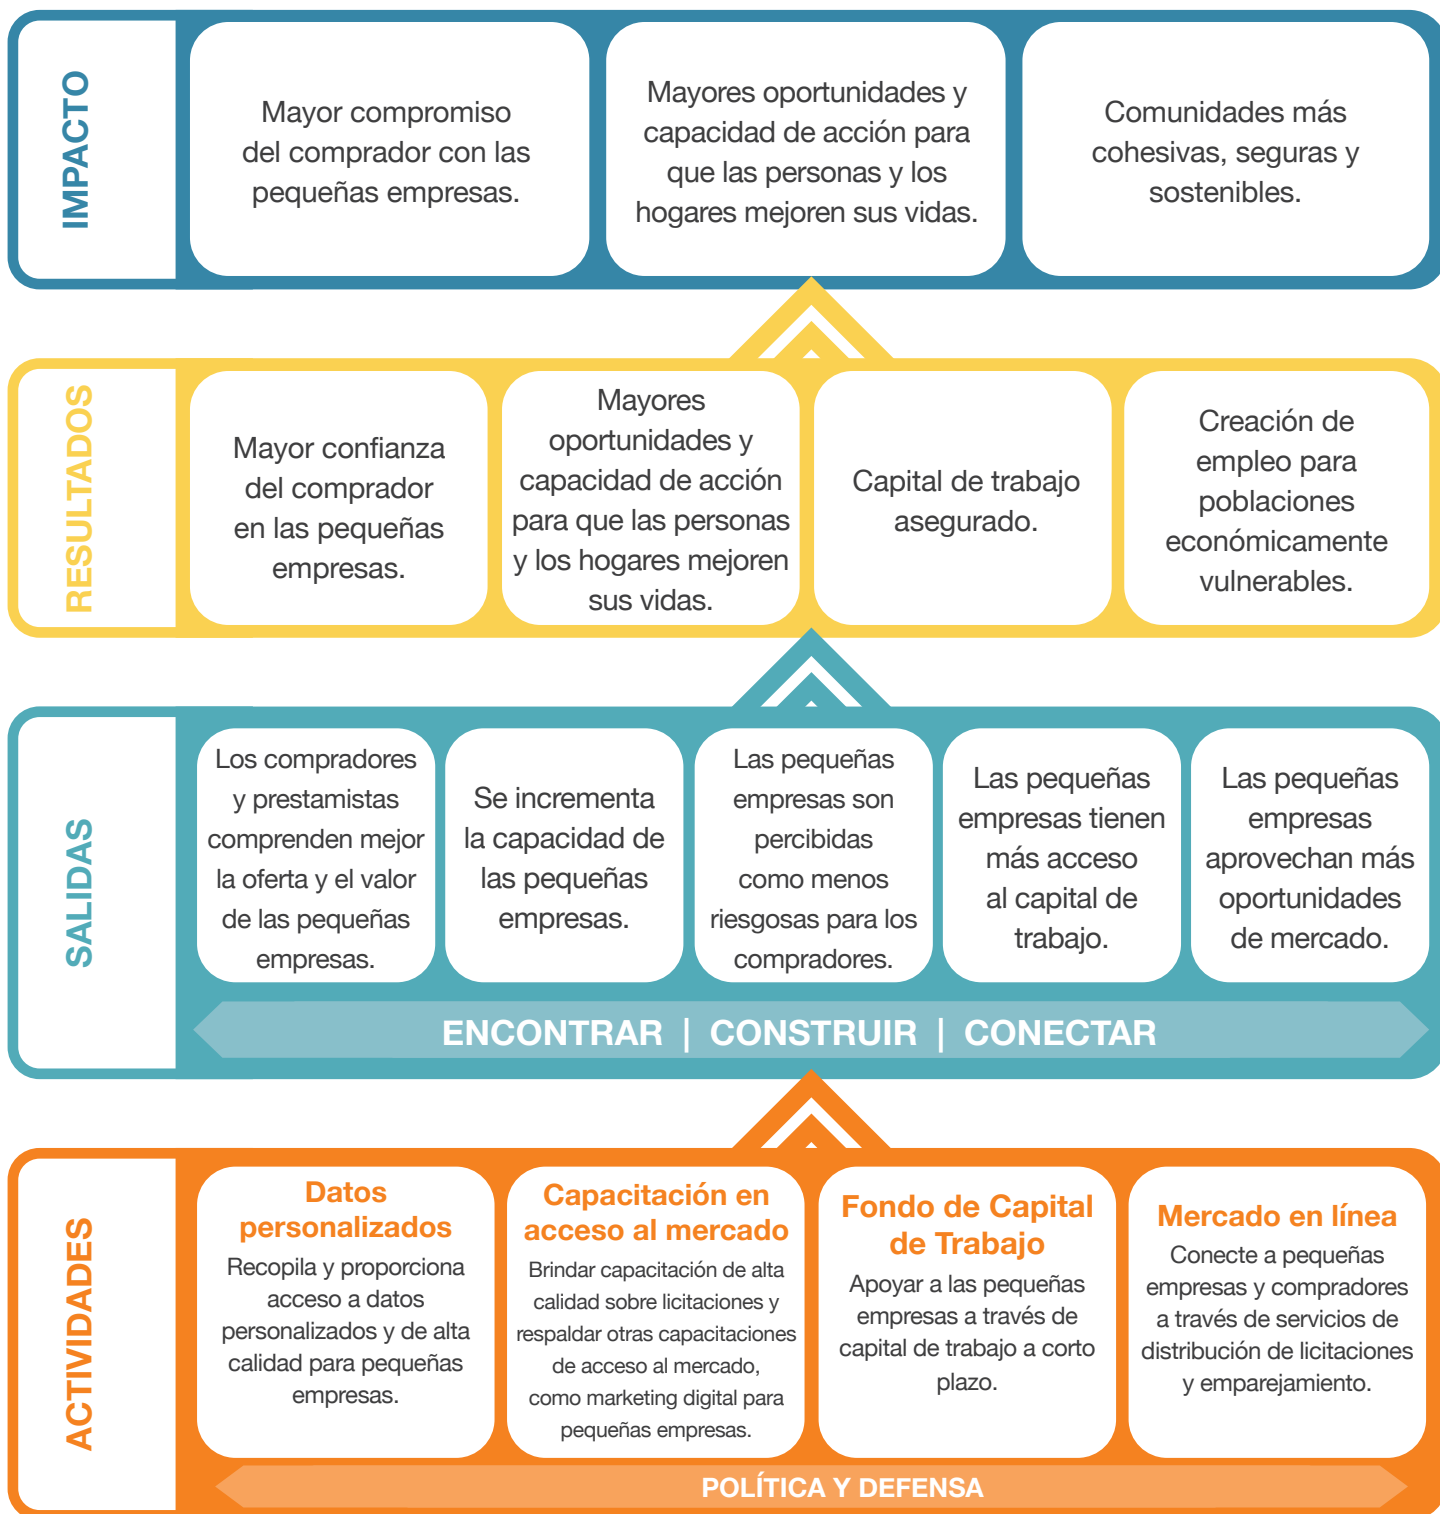 IMPACTO
Mayor compromiso
del comprador con las
pequeñas empresas.
Mayores oportunidades y
capacidad de acción para
que las personas y los
hogares mejoren sus vidas.
Comunidades más
cohesivas, seguras y
sostenibles.
RESULTADOS
Mayor confianza
del comprador
en las pequeñas
empresas.
Mayores
oportunidades y
capacidad de acción
para que las personas
y los hogares mejoren
sus vidas.
Capital de trabajo
asegurado.
Creación de
empleo para
poblaciones
económicamente
vulnerables.
SALIDAS
Los compradores
y prestamistas
comprenden mejor
la oferta y el valor
de las pequeñas
empresas.
Se incrementa
la capacidad de
las pequeñas
empresas.
Las pequeñas
empresas son
percibidas
como menos
riesgosas para los
compradores.
Las pequeñas
empresas tienen
más acceso
al capital de
trabajo.
Las pequeñas
empresas
aprovechan más
oportunidades
de mercado.
ENCONTRAR | CONSTRUIR | CONECTAR
ACTIVIDADES
Datos
personalizados
Recopila y proporciona
acceso a datos
personalizados y de alta
calidad para pequeñas
empresas.
Capacitación en
acceso al mercado
Brindar capacitación de alta
calidad sobre licitaciones y
respaldar otras capacitaciones
de acceso al mercado,
como marketing digital para
pequeñas empresas.
Fondo de Capital
de Trabajo
Apoyar a las pequeñas
empresas a través de
capital de trabajo a corto
plazo.
Mercado en línea
Conecte a pequeñas
empresas y compradores
a través de servicios de
distribución de licitaciones
y emparejamiento.
POLÍTICA Y DEFENSA